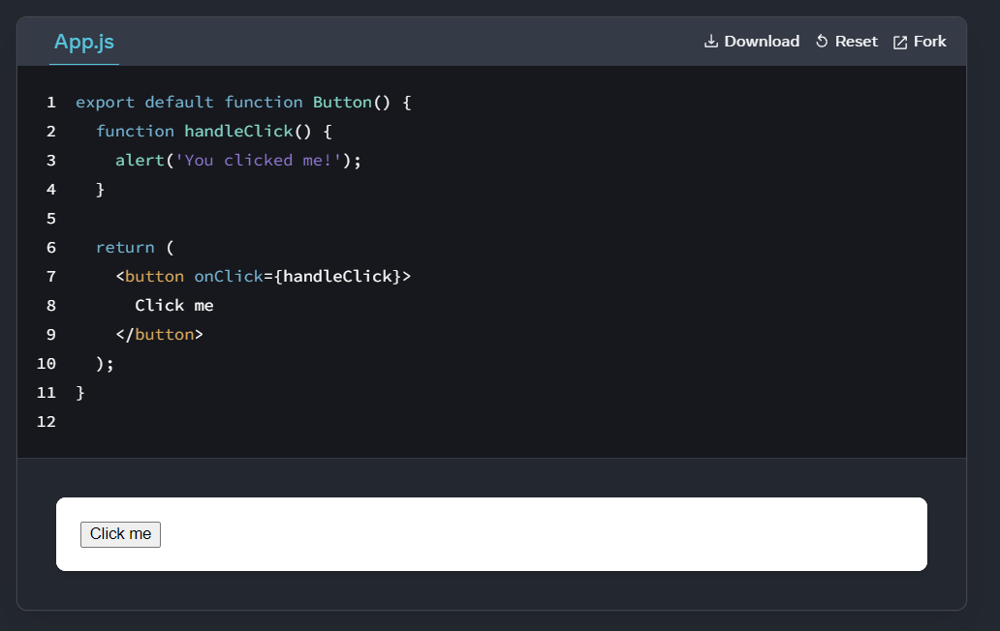 App.js Download Reset Fork
1 export default function Button() {
2   function handleClick() {
3     alert('You clicked me!');
4   }
5
6   return (
7     <button onClick={handleClick}>
8       Click me
9     </button>
10   );
11 }
12
Click me